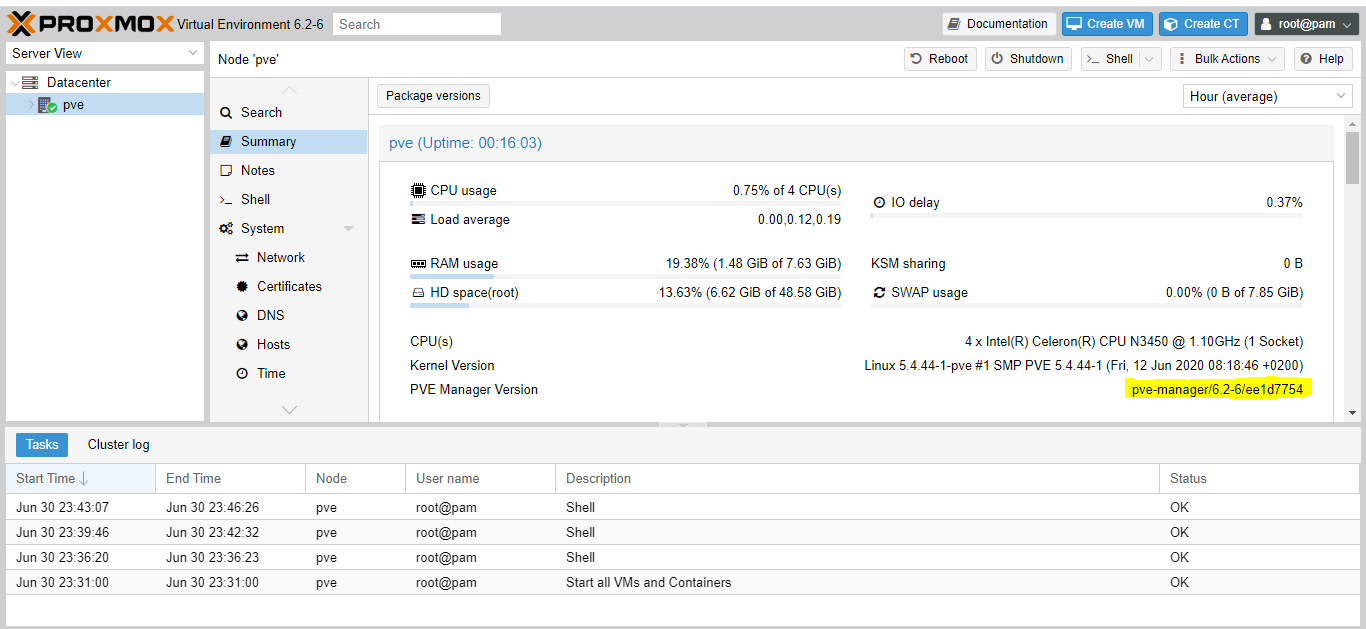 PROXMOX Virtual Environment 6.2-6 Search Documentation Create VM Create CT root@pam
Server View
Node 'pve' Reboot Shutdown Shell Bulk Actions Help
Datacenter
pve
Search
Summary
Notes
Shell
System
Network
Certificates
DNS
Hosts
Time
Package versions Hour (average)
pve (Uptime: 00:16:03)
CPU usage 0.75% of 4 CPU(s)
IO delay 0.37%
Load average 0.00,0.12,0.19
RAM usage 19.38% (1.48 GiB of 7.63 GiB)
KSM sharing 0 B
HD space(root) 13.63% (6.62 GiB of 48.58 GiB)
SWAP usage 0.00% (0 B of 7.85 GiB)
CPU(s) 4 x Intel(R) Celeron(R) CPU N3450 @ 1.10GHz (1 Socket)
Kernel Version Linux 5.4.44-1-pve #1 SMP PVE 5.4.44-1 (Fri, 12 Jun 2020 08:18:46 +0200)
PVE Manager Version pve-manager/6.2-6/ee1d7754
Tasks Cluster log
Start Time End Time Node User name Description Status
Jun 30 23:43:07 Jun 30 23:46:26 pve root@pam Shell OK
Jun 30 23:39:46 Jun 30 23:42:32 pve root@pam Shell OK
Jun 30 23:36:20 Jun 30 23:36:23 pve root@pam Shell OK
Jun 30 23:31:00 Jun 30 23:31:00 pve root@pam Start all VMs and Containers OK